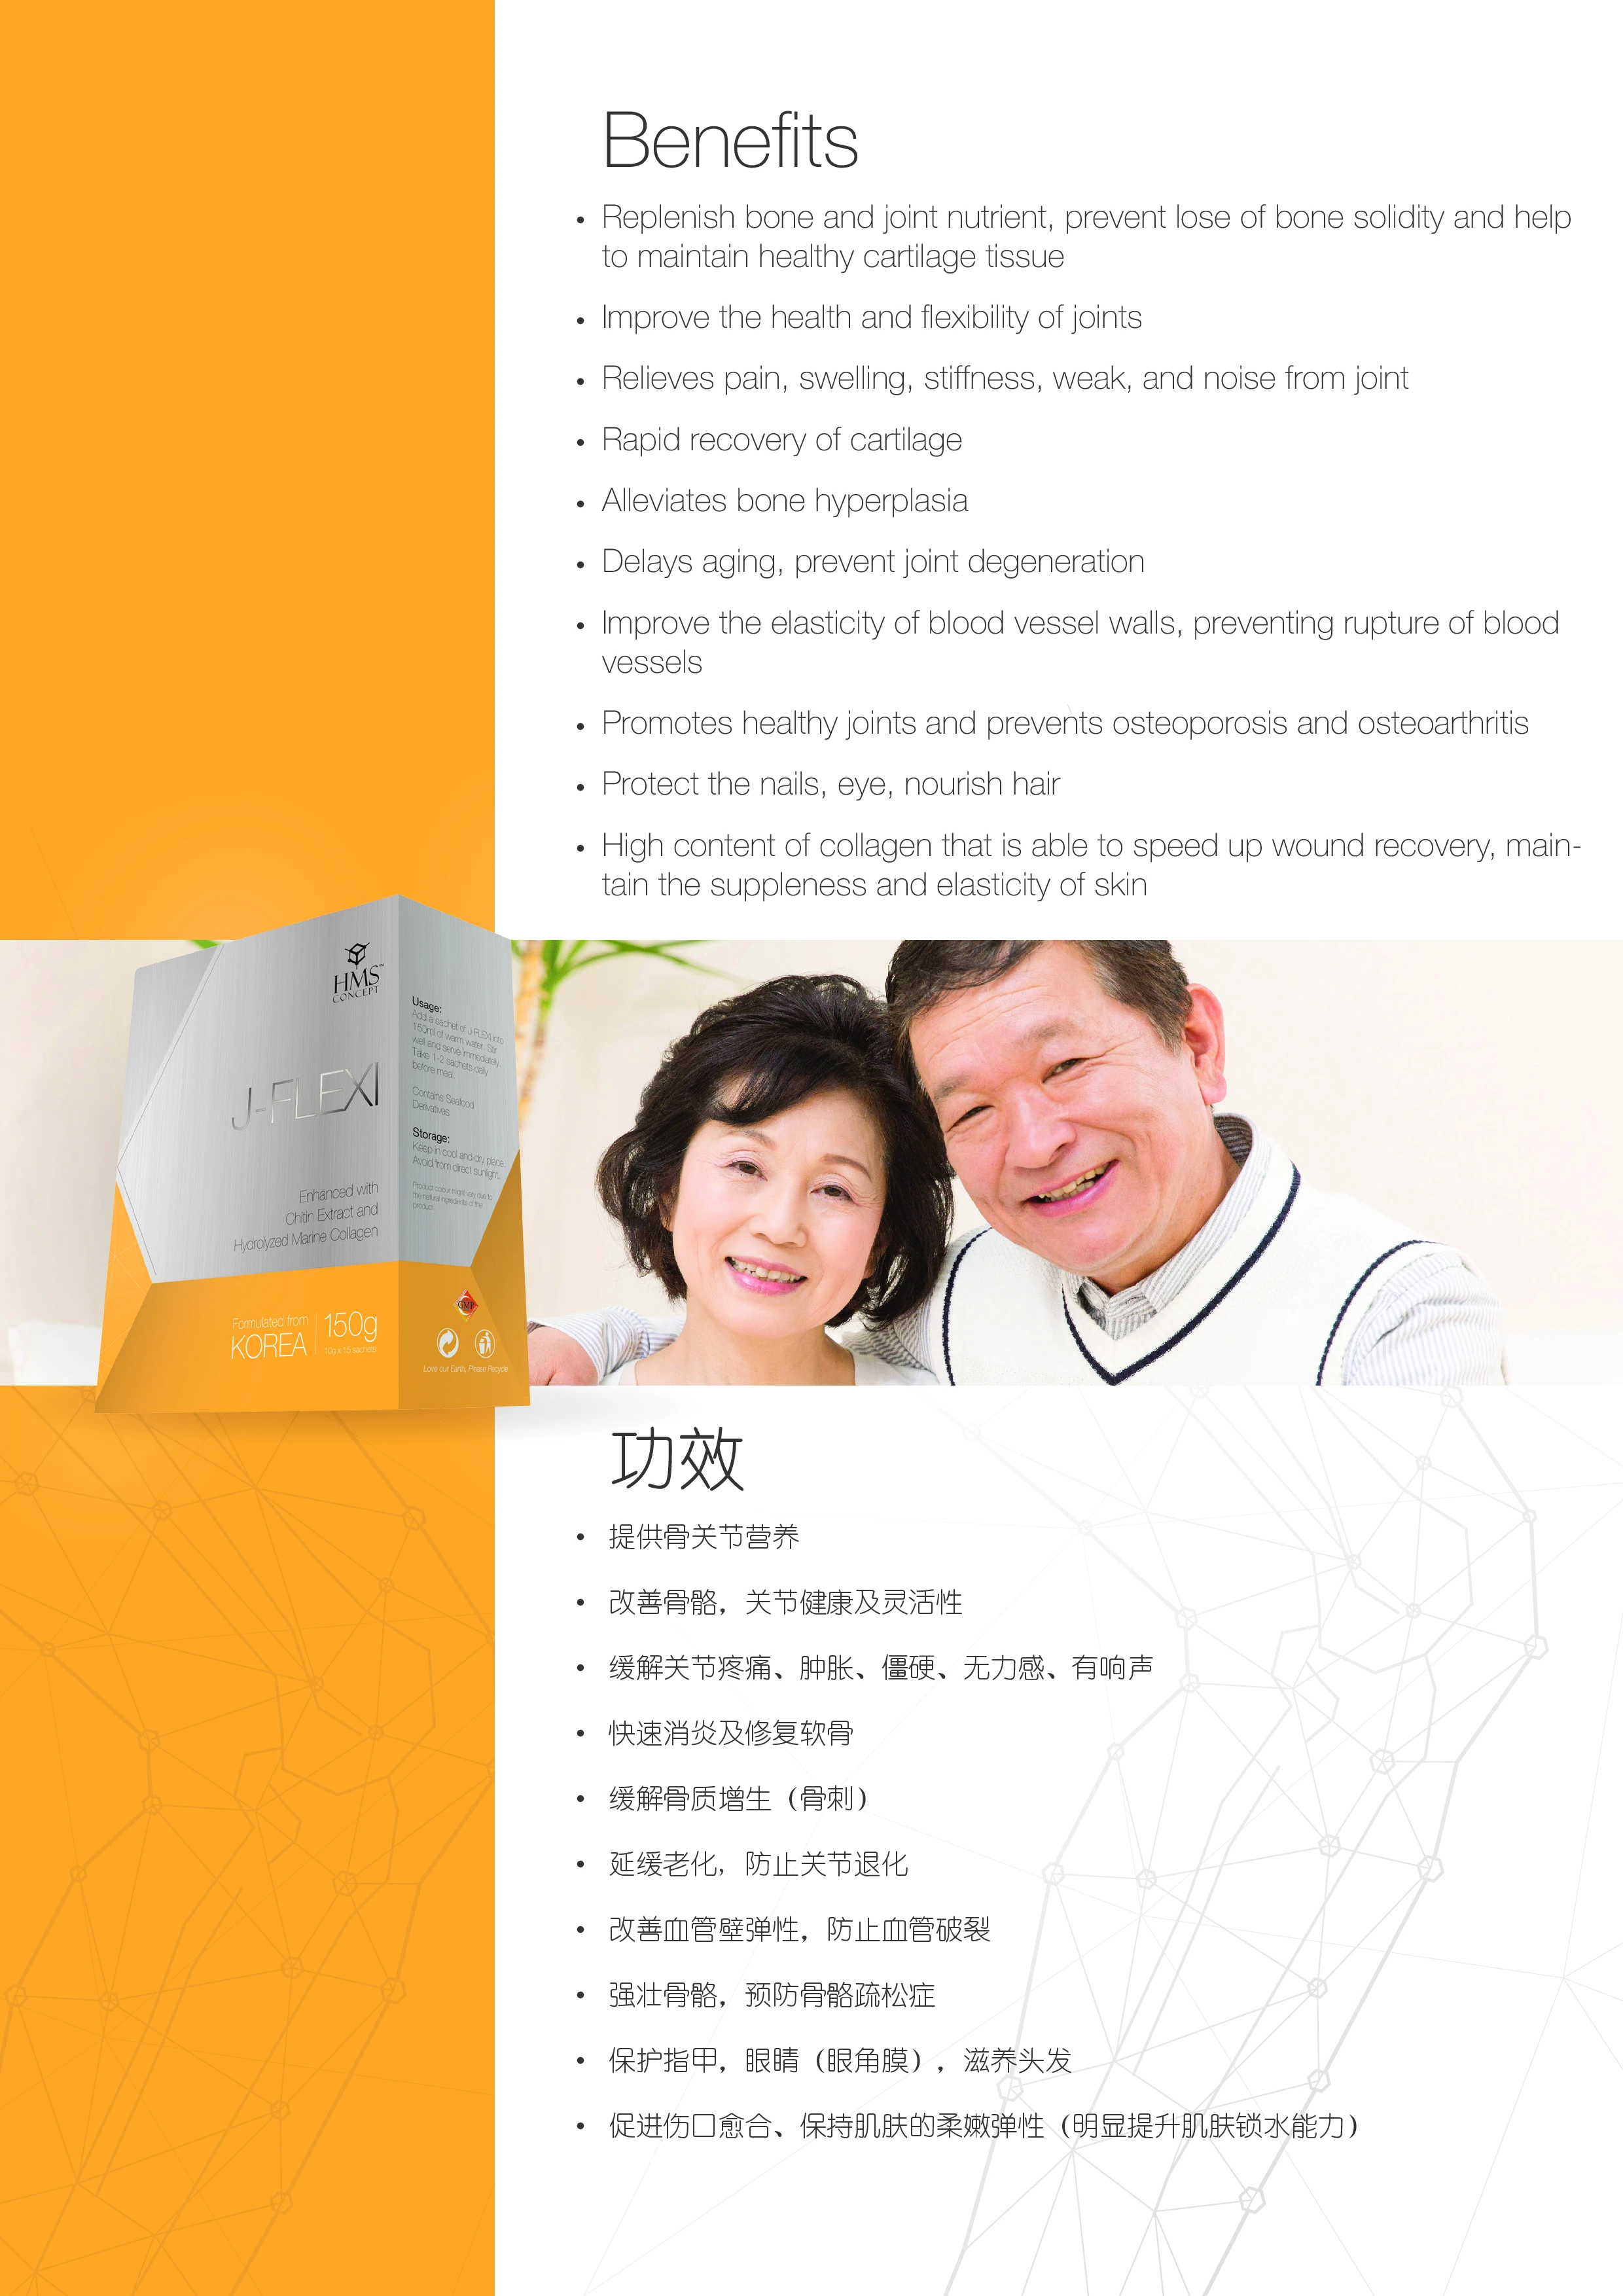 Benefits
• Replenish bone and joint nutrient, prevent lose of bone solidity and help
to maintain healthy cartilage tissue
• Improve the health and flexibility of joints
• Relieves pain, swelling, stiffness, weak, and noise from joint
• Rapid recovery of cartilage
• Alleviates bone hyperplasia
• Delays aging, prevent joint degeneration
• Improve the elasticity of blood vessel walls, preventing rupture of blood
vessels
• Promotes healthy joints and prevents osteoporosis and osteoarthritis
• Protect the nails, eye, nourish hair
• High content of collagen that is able to speed up wound recovery, main-
tain the suppleness and elasticity of skin
HMS™
CONCEPT
J-FLEXI
Enhanced with
Chitin Extract and
Hydrolyzed Marine Collagen
Formulated from
KOREA
150g
10g x 15 sachets
Usage:
Add a sachet of J-FLEXI into
150ml of warm water. Stir
well and serve immediately.
Take 1-2 sachets daily
before meal.
Contains Seafood
Derivatives
Storage:
Keep in cool and dry place.
Avoid from direct sunlight.
Product colour might vary due to
the natural ingredients of the
product.
GMP
Love our Earth, Please Recycle
功效
• 提供骨关节营养
• 改善骨骼，关节健康及灵活性
• 缓解关节疼痛、肿胀、僵硬、无力感、有响声
• 快速消炎及修复软骨
• 缓解骨质增生（骨刺）
• 延缓老化，防止关节退化
• 改善血管壁弹性，防止血管破裂
• 强壮骨骼，预防骨骼疏松症
• 保护指甲，眼睛（眼角膜），滋养头发
• 促进伤口愈合、保持肌肤的柔嫩弹性（明显提升肌肤锁水能力）